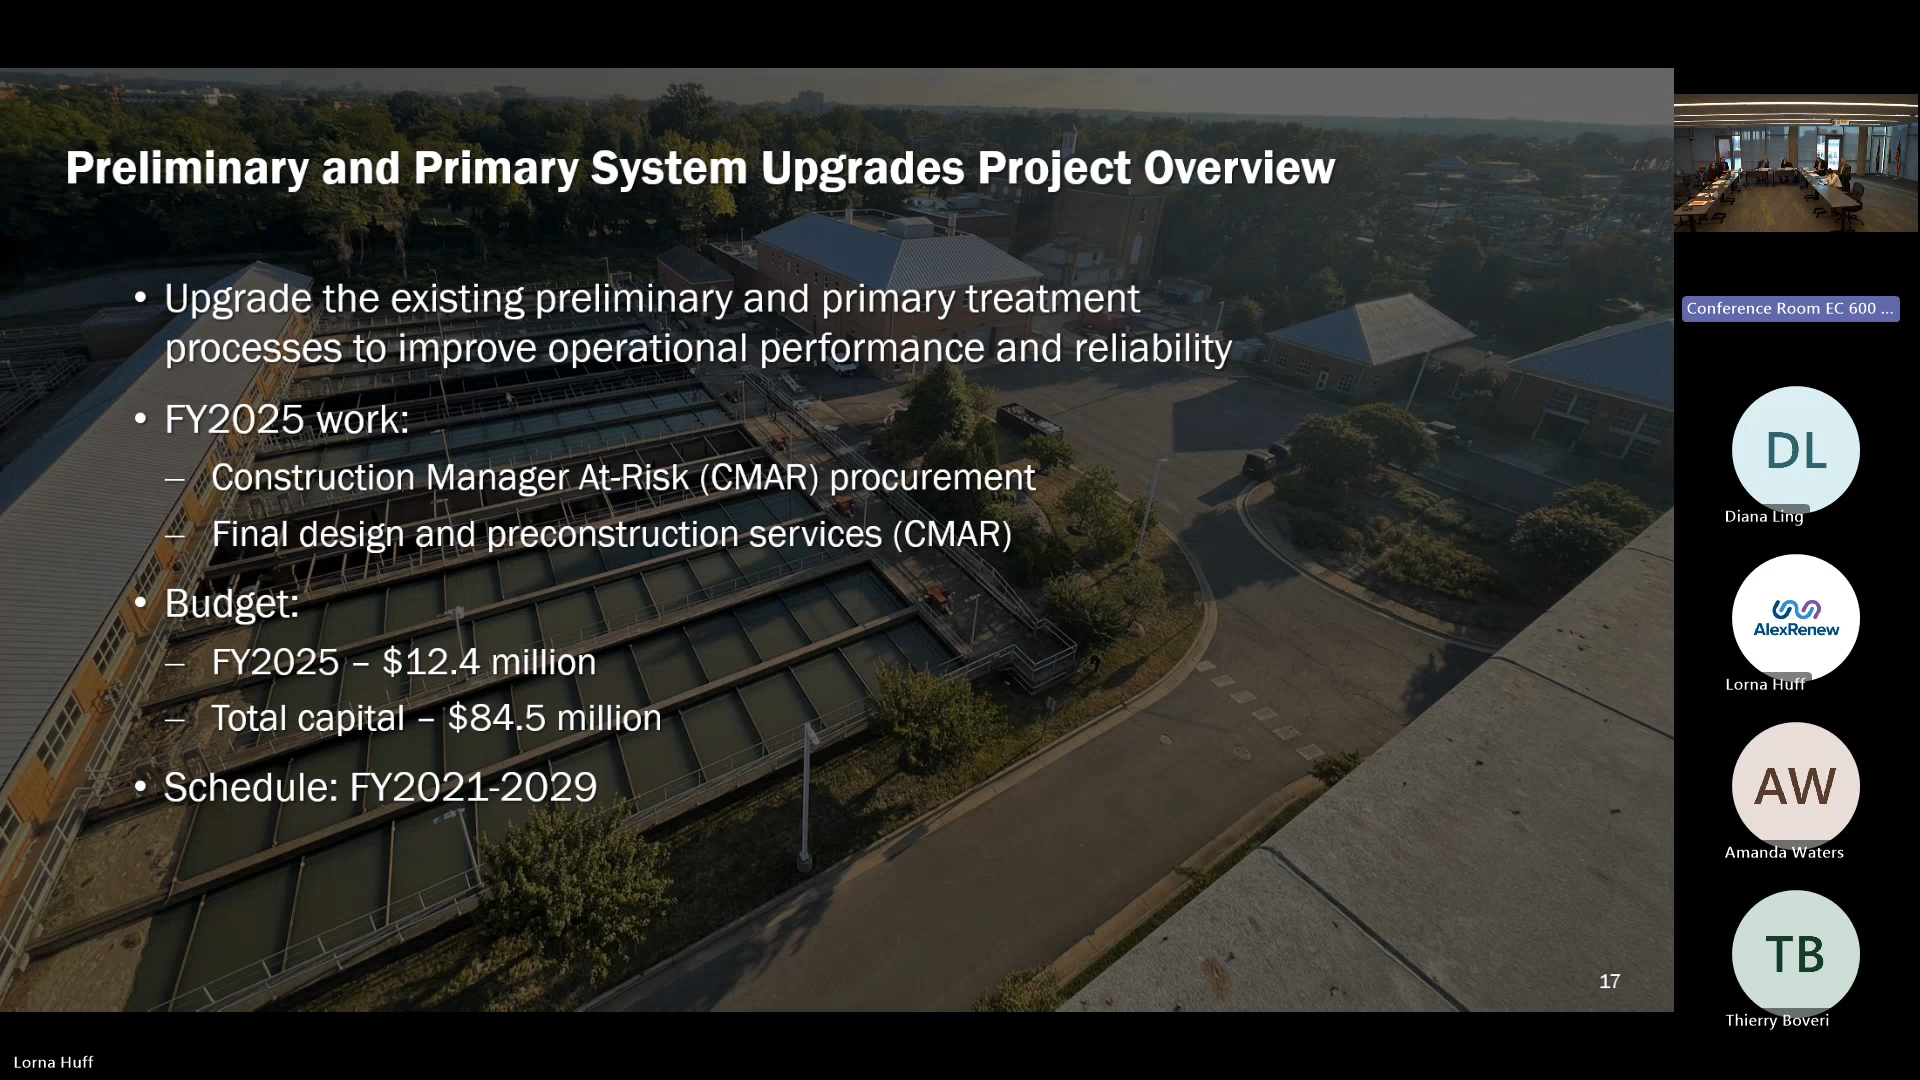 Preliminary and Primary System Upgrades Project Overview
• Upgrade the existing preliminary and primary treatment
processes to improve operational performance and reliability
• FY2025 work:
– Construction Manager At-Risk (CMAR) procurement
– Final design and preconstruction services (CMAR)
• Budget:
– FY2025 – $12.4 million
– Total capital – $84.5 million
• Schedule: FY2021-2029
17
Conference Room EC 600 ...
DL
Diana Ling
AlexRenew
Lorna Huff
AW
Amanda Waters
TB
Thierry Boveri
Lorna Huff